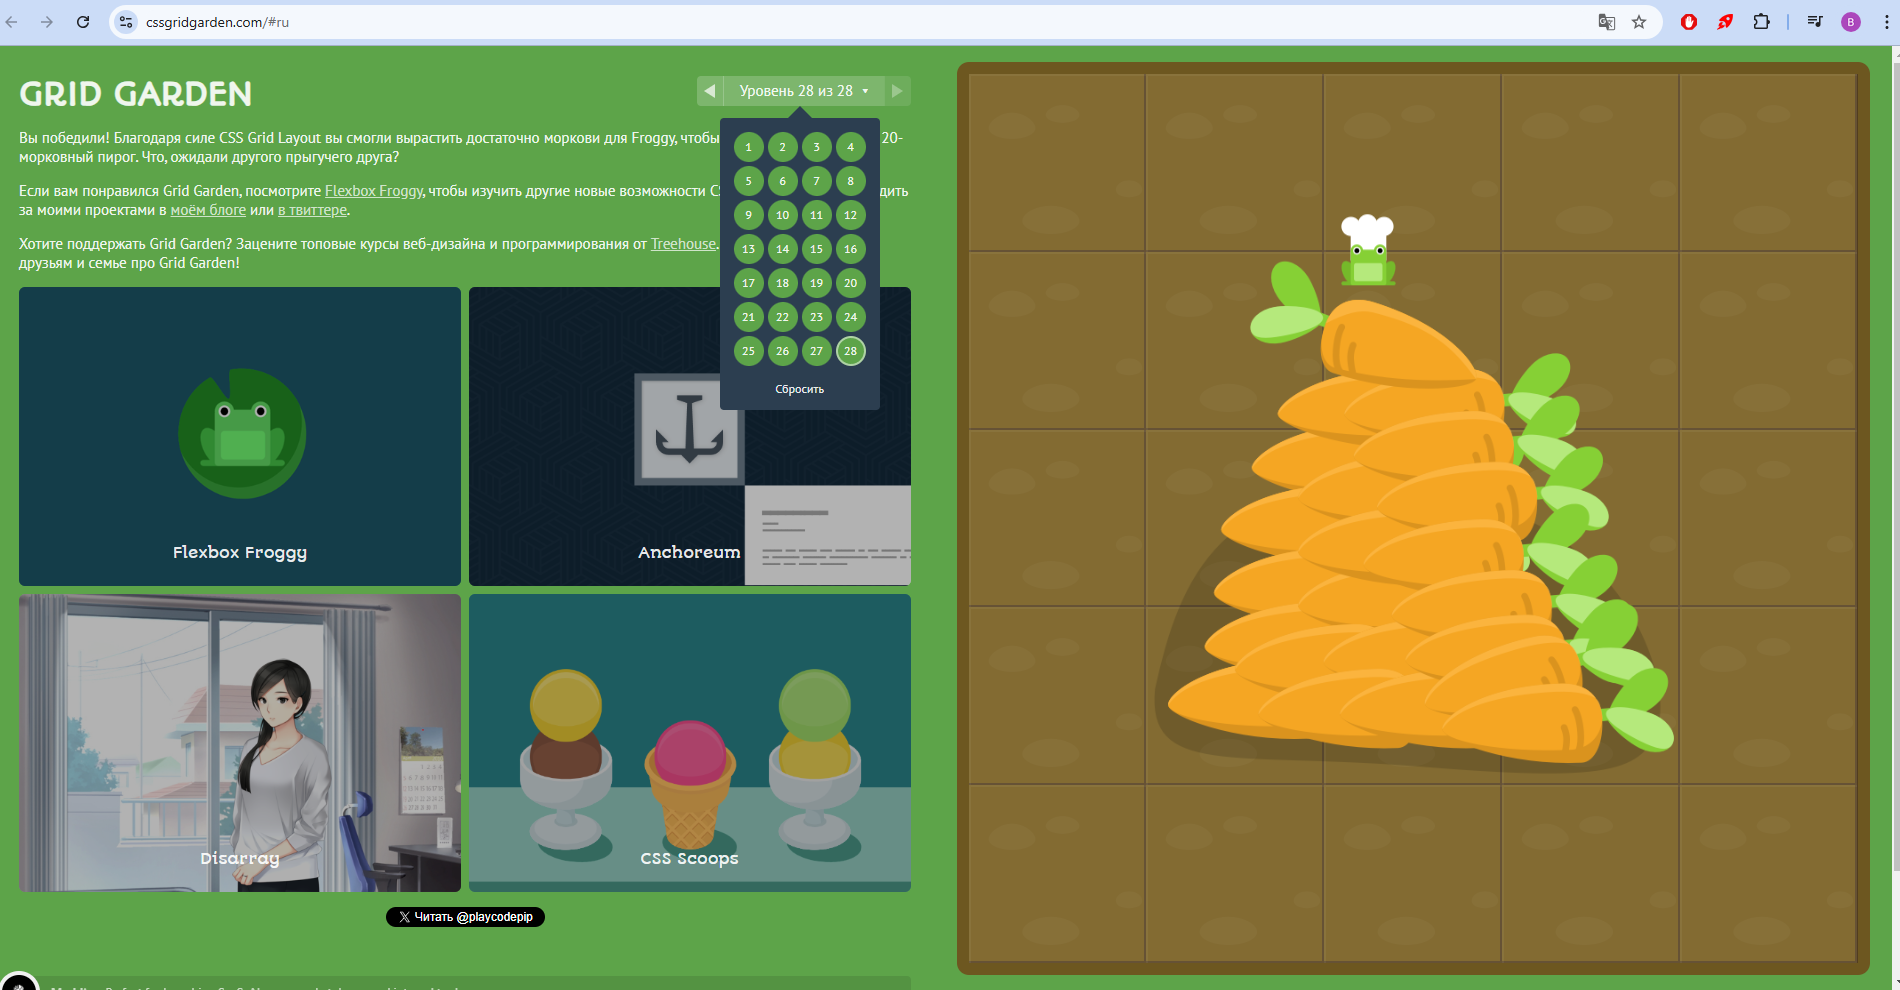 cssgridgarden.com/#ru
B
GRID GARDEN
Уровень 28 из 28
Вы победили! Благодаря силе CSS Grid Layout вы смогли вырастить достаточно моркови для Froggy, чтобы 20-
морковный пирог. Что, ожидали другого прыгучего друга?
Если вам понравился Grid Garden, посмотрите Flexbox Froggy, чтобы изучить другие новые возможности
за моими проектами в моём блоге или в твиттере.
Хотите поддержать Grid Garden? Зацените топовые курсы веб-дизайна и программирования от Treehouse.
друзьям и семье про Grid Garden!
1 2 3 4
5 6 7 8
9 10 11 12
13 14 15 16
17 18 19 20
21 22 23 24
25 26 27 28
Сбросить
Flexbox Froggy
Anchoreum
Disarray
CSS Scoops
Читать @playcodepip